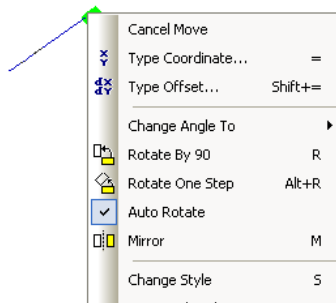 Cancel Move
Type Coordinate... =
Type Offset... Shift+=
Change Angle To
Rotate By 90 R
Rotate One Step Alt+R
Auto Rotate
Mirror M
Change Style S